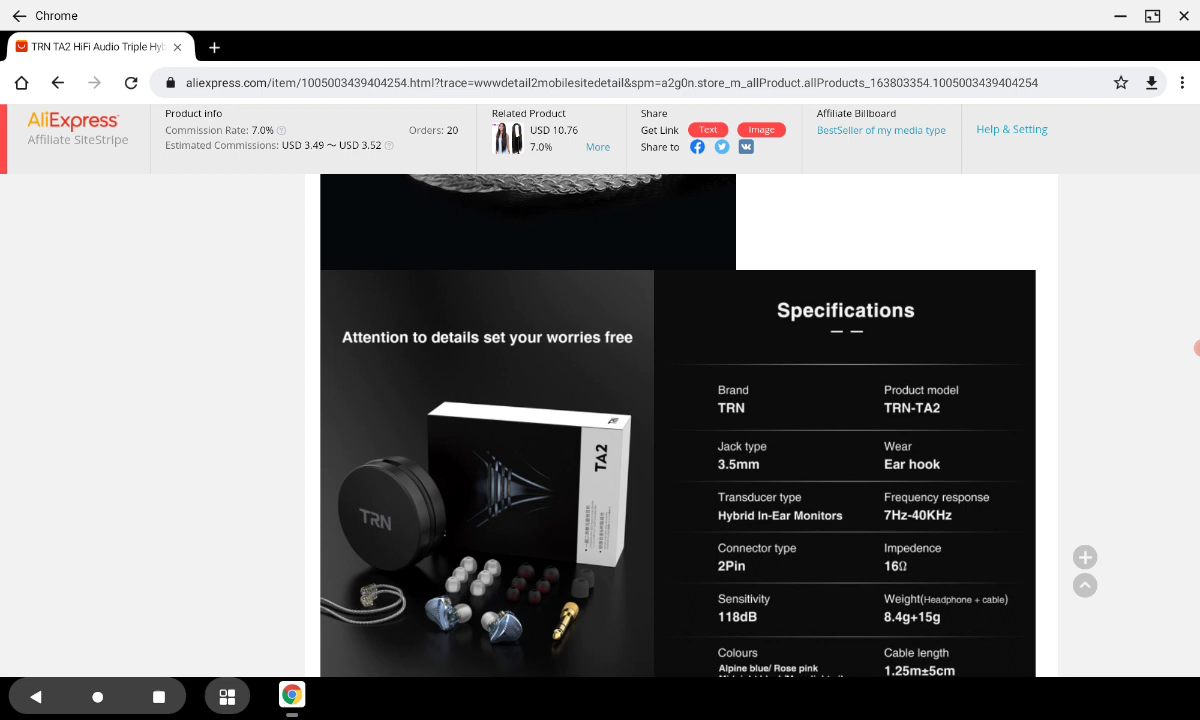 Chrome
TRN TA2 HiFi Audio Triple Hyb
aliexpress.com/item/1005003439404254.html?trace=wwwdetail2mobilesitedetail&spm=a2g0n.store_m_allProduct.allProducts_163803354.1005003439404254
AliExpress
Affiliate SiteStripe
Product info
Commission Rate: 7.0%
Orders: 20
Estimated Commissions: USD 3.49 ～ USD 3.52
Related Product
USD 10.76
7.0%
More
Share
Get Link Text Image
Share to
Affiliate Billboard
BestSeller of my media type
Help & Setting
Attention to details set your worries free
TA2
TRN
Specifications
Brand Product model
TRN TRN-TA2
Jack type Wear
3.5mm Ear hook
Transducer type Frequency response
Hybrid In-Ear Monitors 7Hz-40KHz
Connector type Impedance
2Pin 16Ω
Sensitivity Weight(Headphone + cable)
118dB 8.4g+15g
Colours Cable length
Alpine blue/ Rose pink 1.25m±5cm